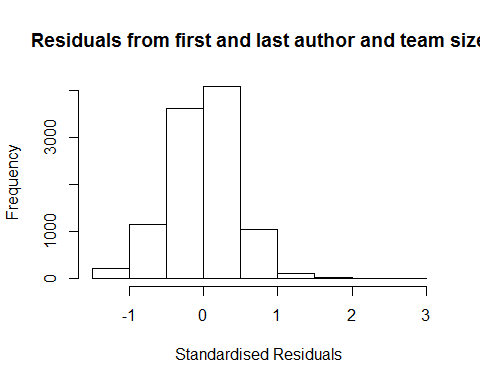 Residuals from first and last author and team size
Frequency
3000
1000
0
-1 0 1 2 3
Standardised Residuals